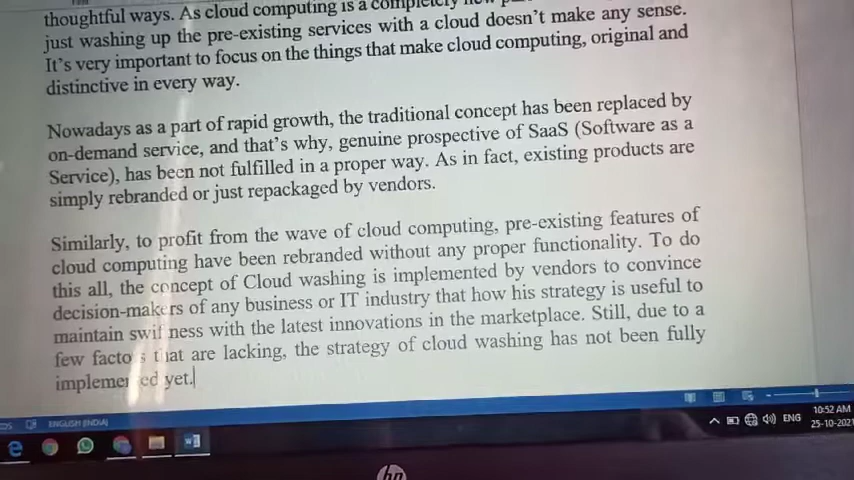 thoughtful ways. As cloud computing is a completely new
just washing up the pre-existing services with a cloud doesn't make any sense.
It's very important to focus on the things that make cloud computing, original and
distinctive in every way.
Nowadays as a part of rapid growth, the traditional concept has been replaced by
on-demand service, and that's why, genuine prospective of SaaS (Software as a
Service), has been not fulfilled in a proper way. As in fact, existing products are
simply rebranded or just repackaged by vendors.
Similarly, to profit from the wave of cloud computing, pre-existing features of
cloud computing have been rebranded without any proper functionality. To do
this all, the concept of Cloud washing is implemented by vendors to convince
decision-makers of any business or IT industry that how his strategy is useful to
maintain swiftness with the latest innovations in the marketplace. Still, due to a
few factors that are lacking, the strategy of cloud washing has not been fully
implemented yet.
ENGLISH (INDIA)
ENG
10:52 AM
25-10-202
hp